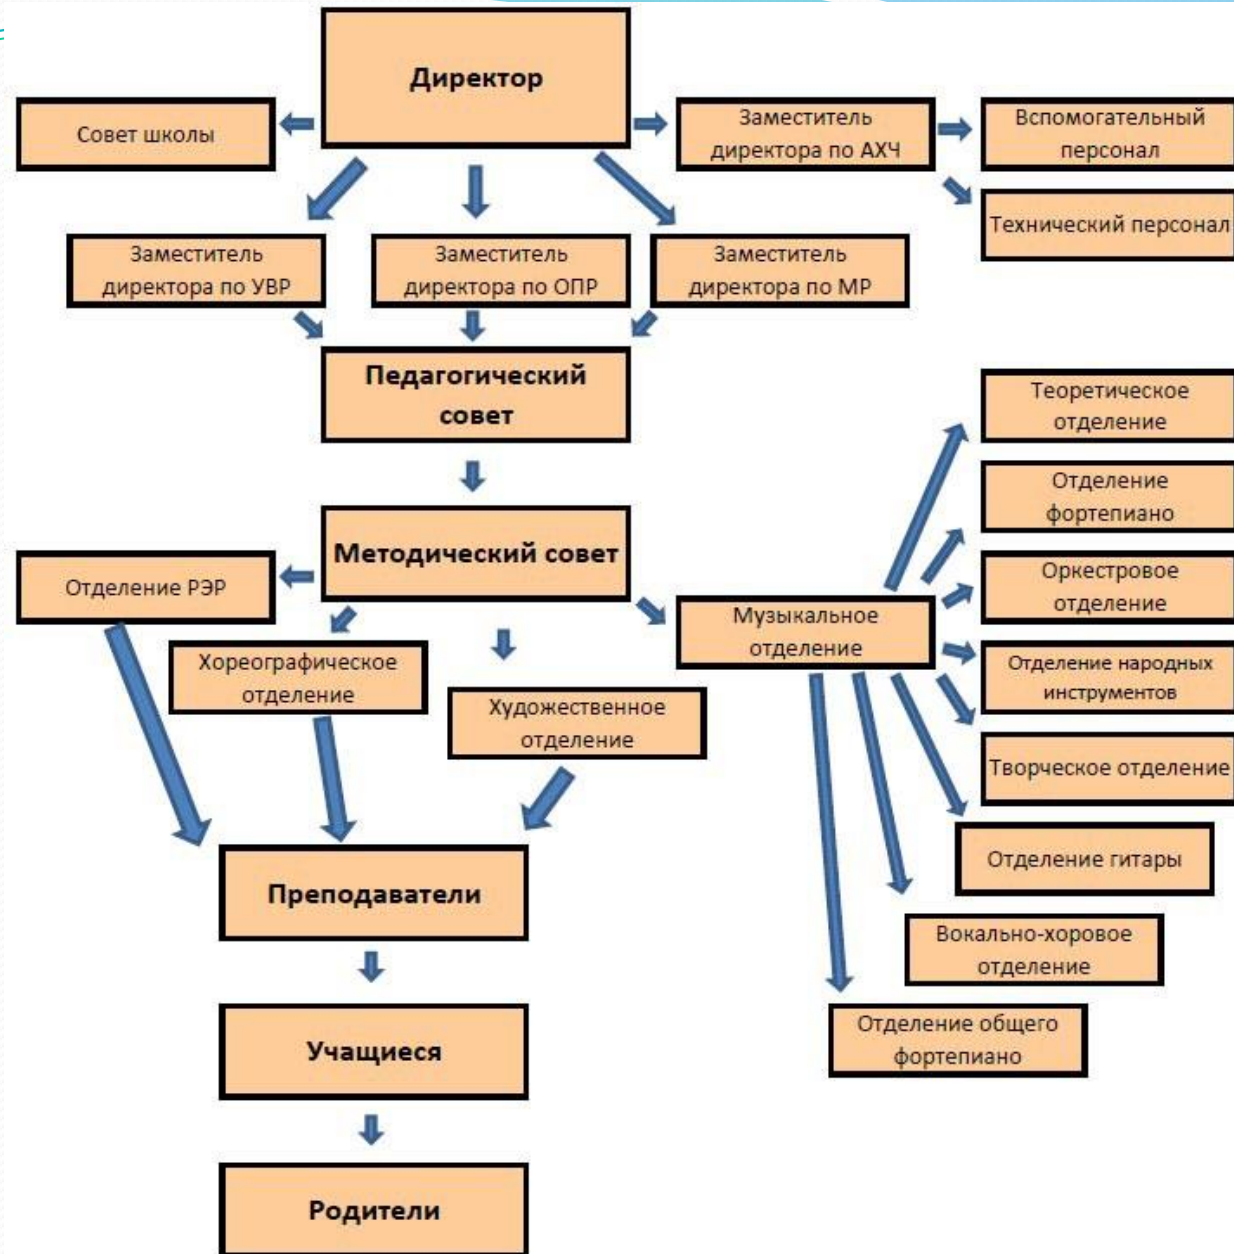 Директор
Совет школы
Заместитель
директора по АХЧ
Вспомогательный
персонал
Технический персонал
Заместитель
директора по УВР
Заместитель
директора по ОПР
Заместитель
директора по МР
Педагогический
совет
Методический совет
Отделение РЭР
Хореографическое
отделение
Художественное
отделение
Музыкальное
отделение
Теоретическое
отделение
Отделение
фортепиано
Оркестровое
отделение
Отделение народных
инструментов
Творческое отделение
Отделение гитары
Вокально-хоровое
отделение
Отделение общего
фортепиано
Преподаватели
Учащиеся
Родители